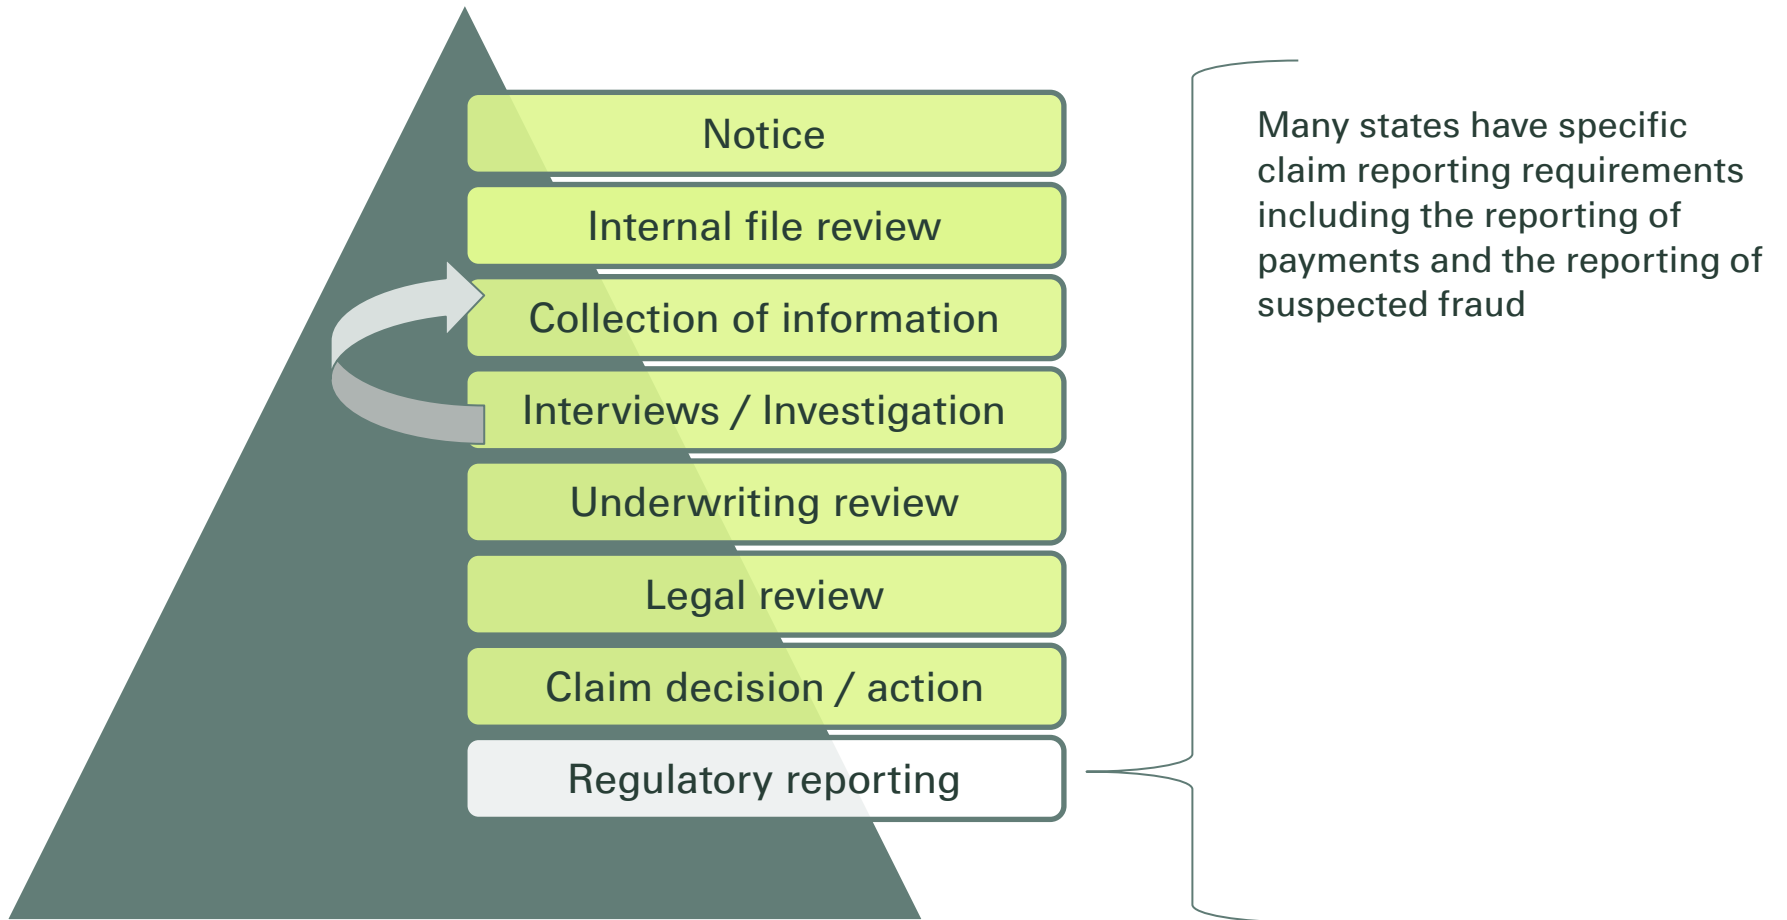 Notice
Internal file review
Collection of information
Interviews / Investigation
Underwriting review
Legal review
Claim decision / action
Regulatory reporting
Many states have specific
claim reporting requirements
including the reporting of
payments and the reporting of
suspected fraud